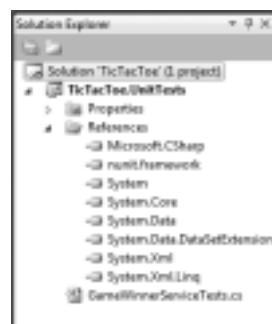 Solution Explorer
Solution 'TicTacToe' (1 project)
TicTacToe.UnitTests
Properties
References
Microsoft.CSharp
nunit.framework
System
System.Core
System.Data
System.Data.DataSetExtension
System.Xml
System.Xml.Linq
GameWinnerServiceTests.cs